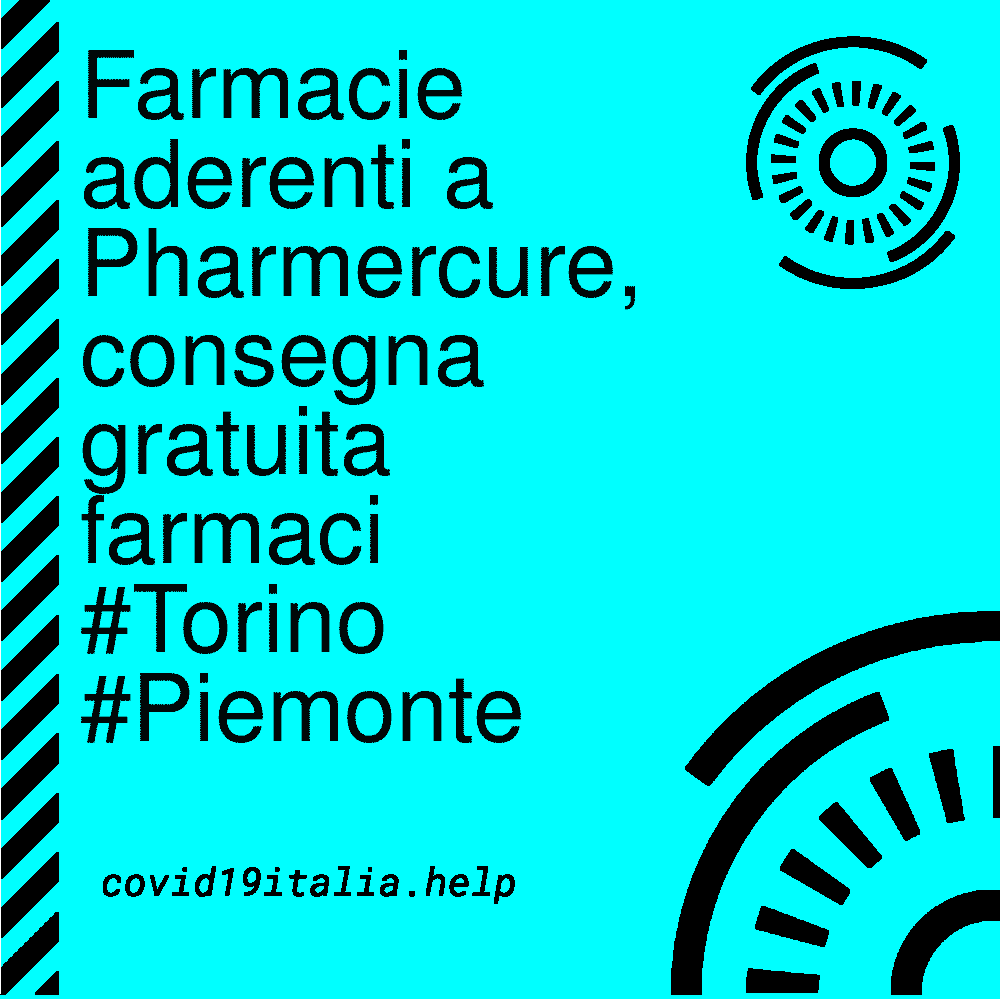 Farmacie
aderenti a
Pharmercure,
consegna
gratuita
farmaci
#Torino
#Piemonte
covid19italia.help